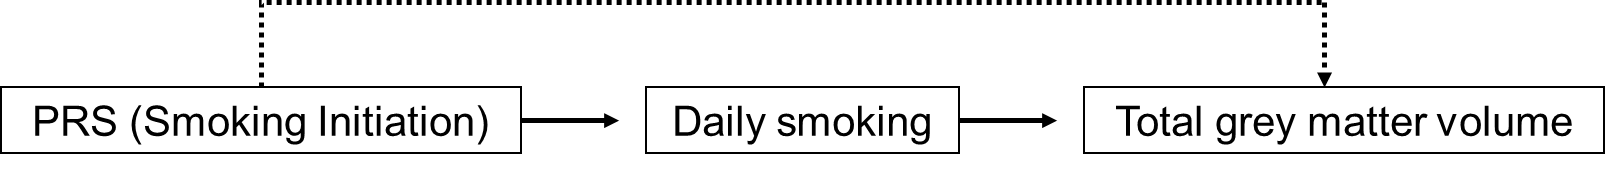 PRS (Smoking Initiation)
Daily smoking
Total grey matter volume